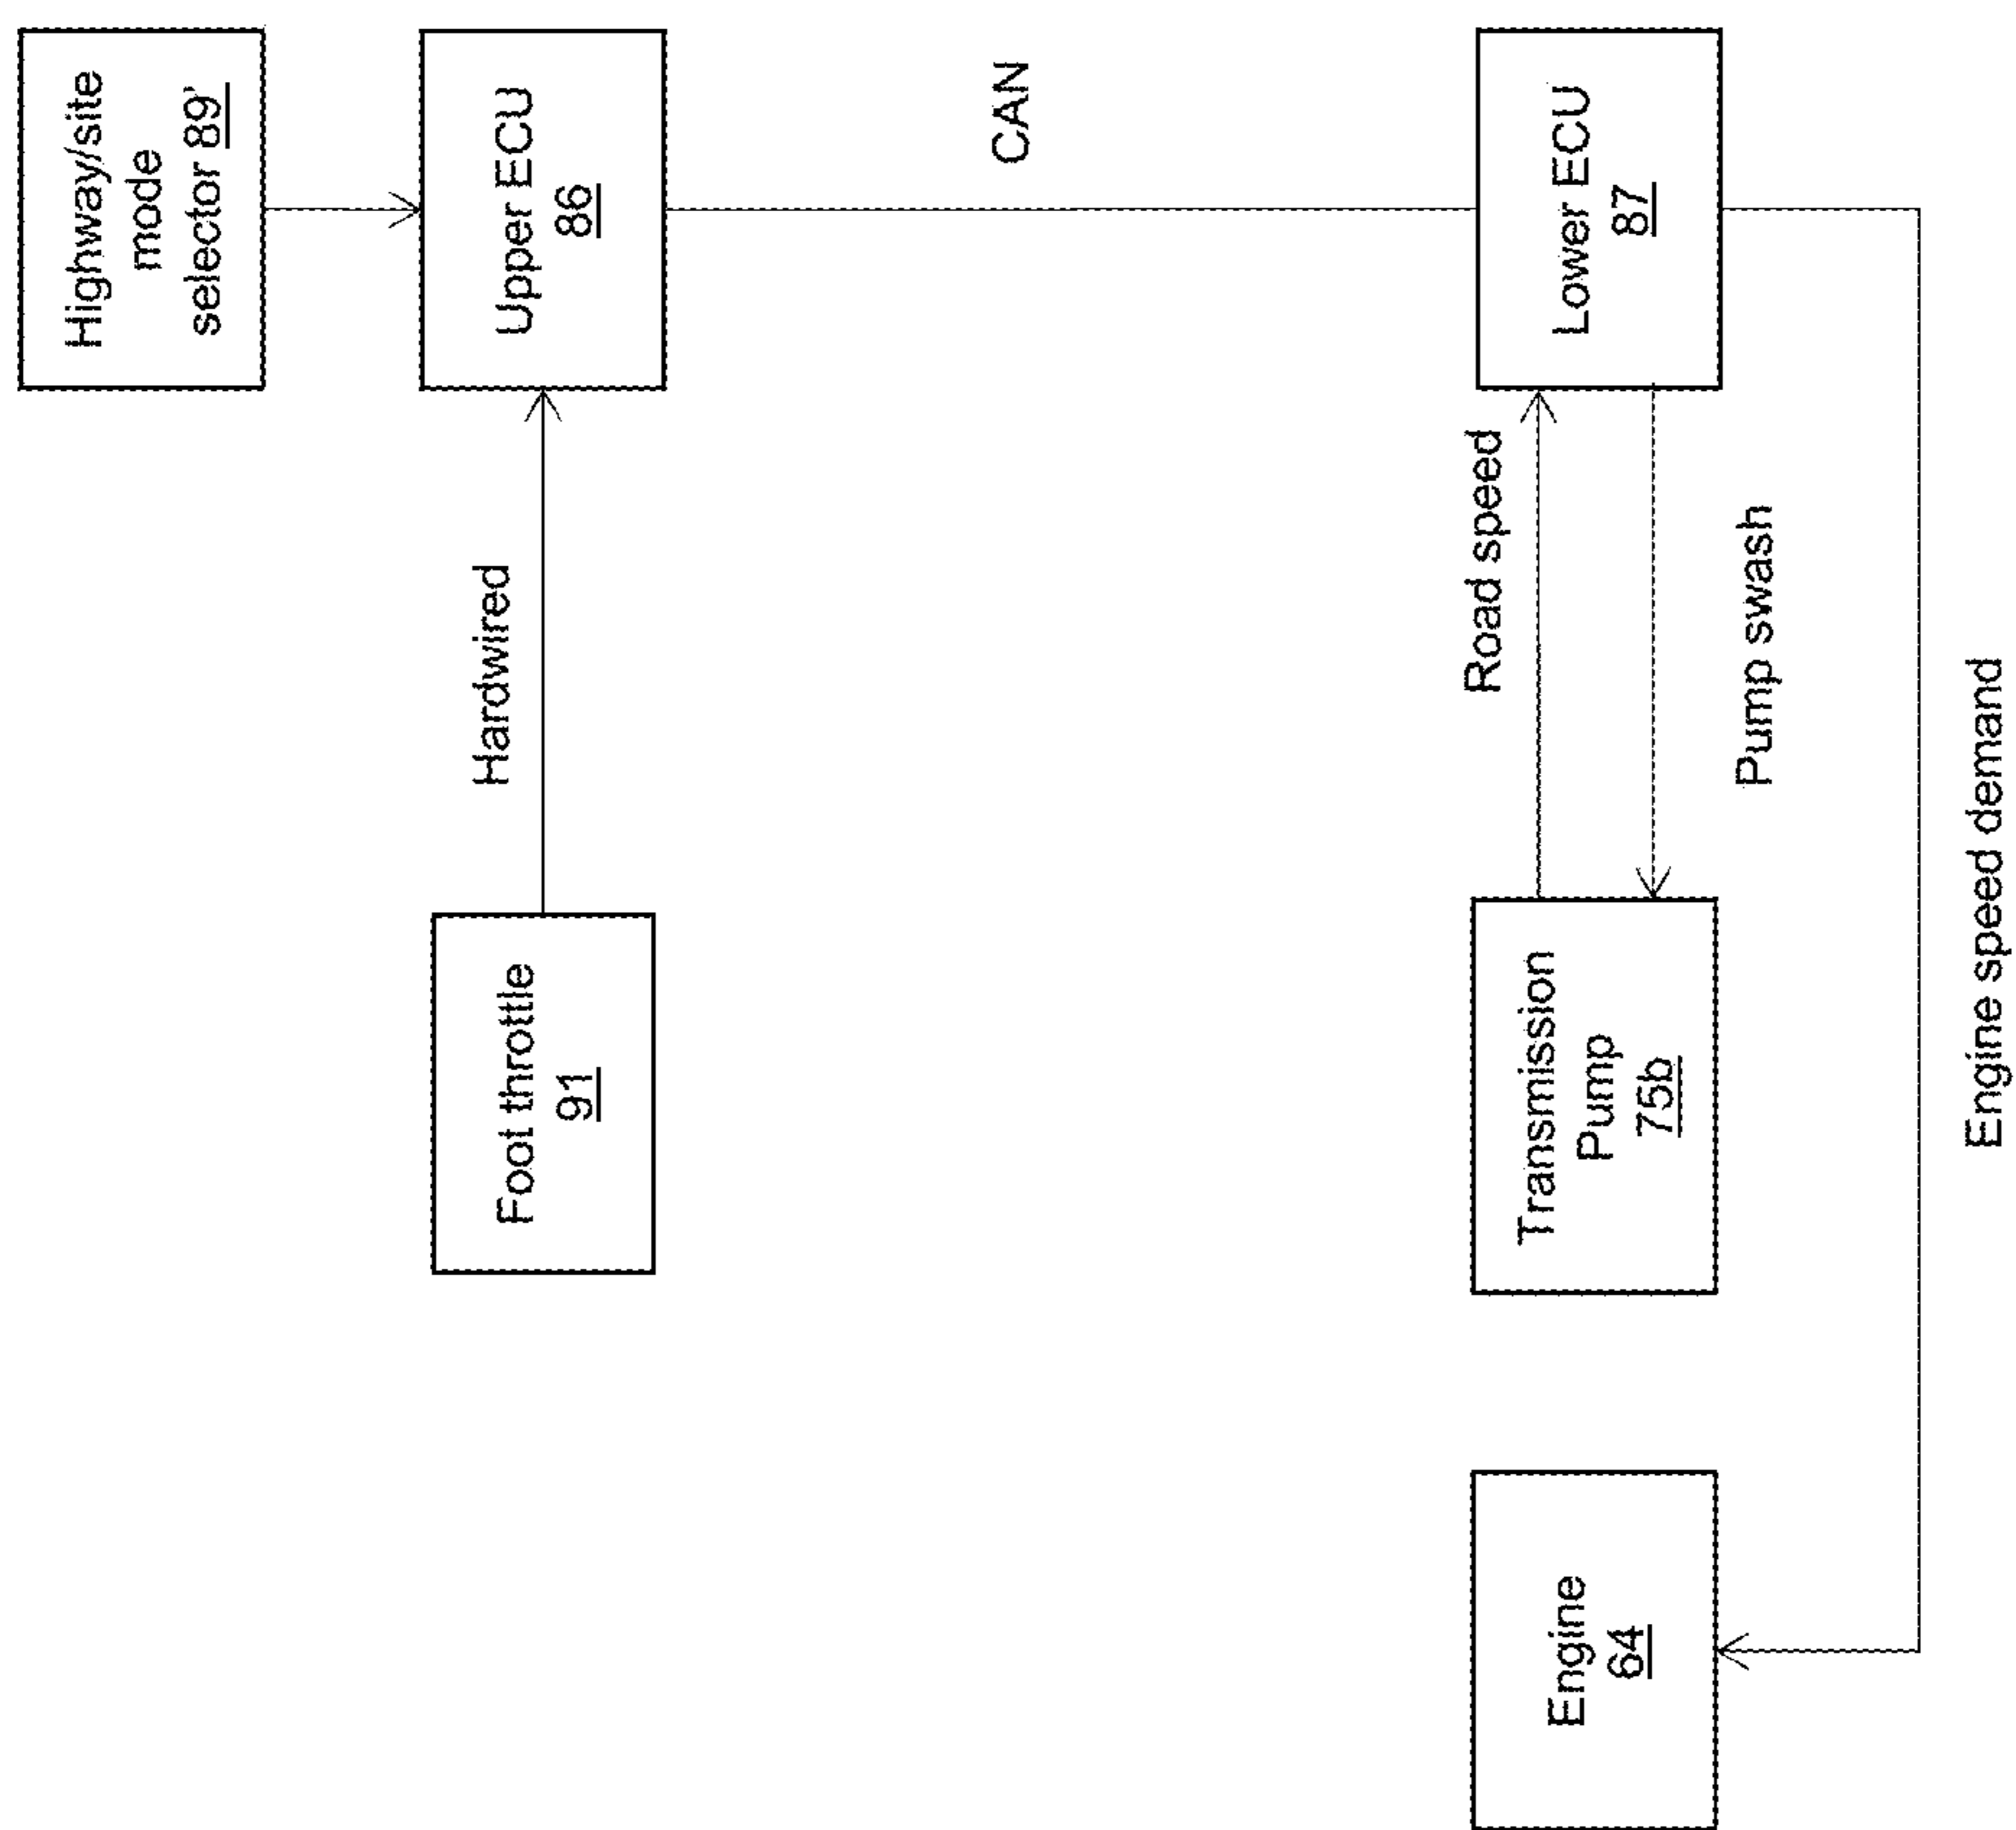 Highway/site
mode
selector 89'
Upper ECU
86
Hardwired
Foot throttle
91
CAN
Lower ECU
87
Road speed
Pump swash
Transmission
Pump
75b
Engine
64
Engine speed demand